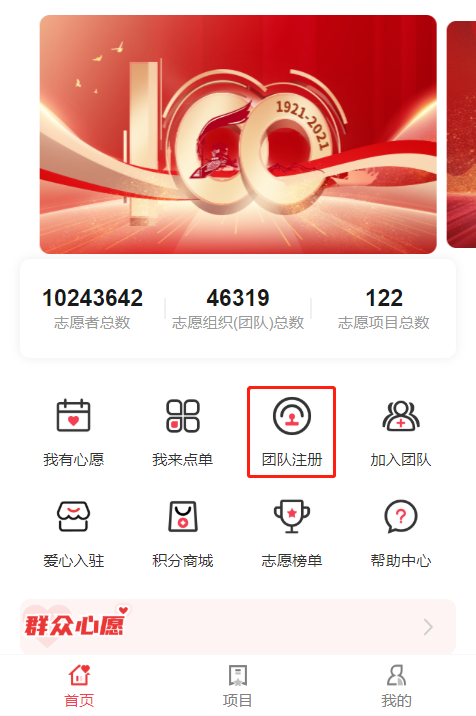 100
1921-2021
10243642 46319 122
志愿者总数 志愿组织(团队)总数 志愿项目总数
我有心愿 我来点单 团队注册 加入团队
爱心入驻 积分商城 志愿榜单 帮助中心
群众心愿
首页 项目 我的